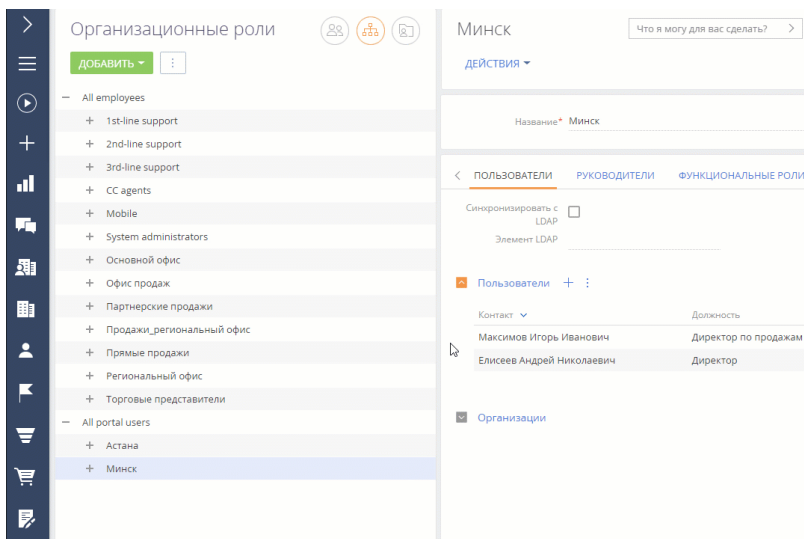 Организационные роли
ДОБАВИТЬ
All employees
1st-line support
2nd-line support
3rd-line support
CC agents
Mobile
System administrators
Основной офис
Офис продаж
Партнерские продажи
Продажи_региональный офис
Прямые продажи
Региональный офис
Торговые представители
All portal users
Астана
Минск
Минск
Что я могу для вас сделать? >
ДЕЙСТВИЯ
Название* Минск
ПОЛЬЗОВАТЕЛИ РУКОВОДИТЕЛИ ФУНКЦИОНАЛЬНЫЕ РОЛИ
Синхронизировать с
LDAP
Элемент LDAP
Пользователи
Контакт Должность
Максимов Игорь Иванович Директор по продажам
Елисеев Андрей Николаевич Директор
Организации